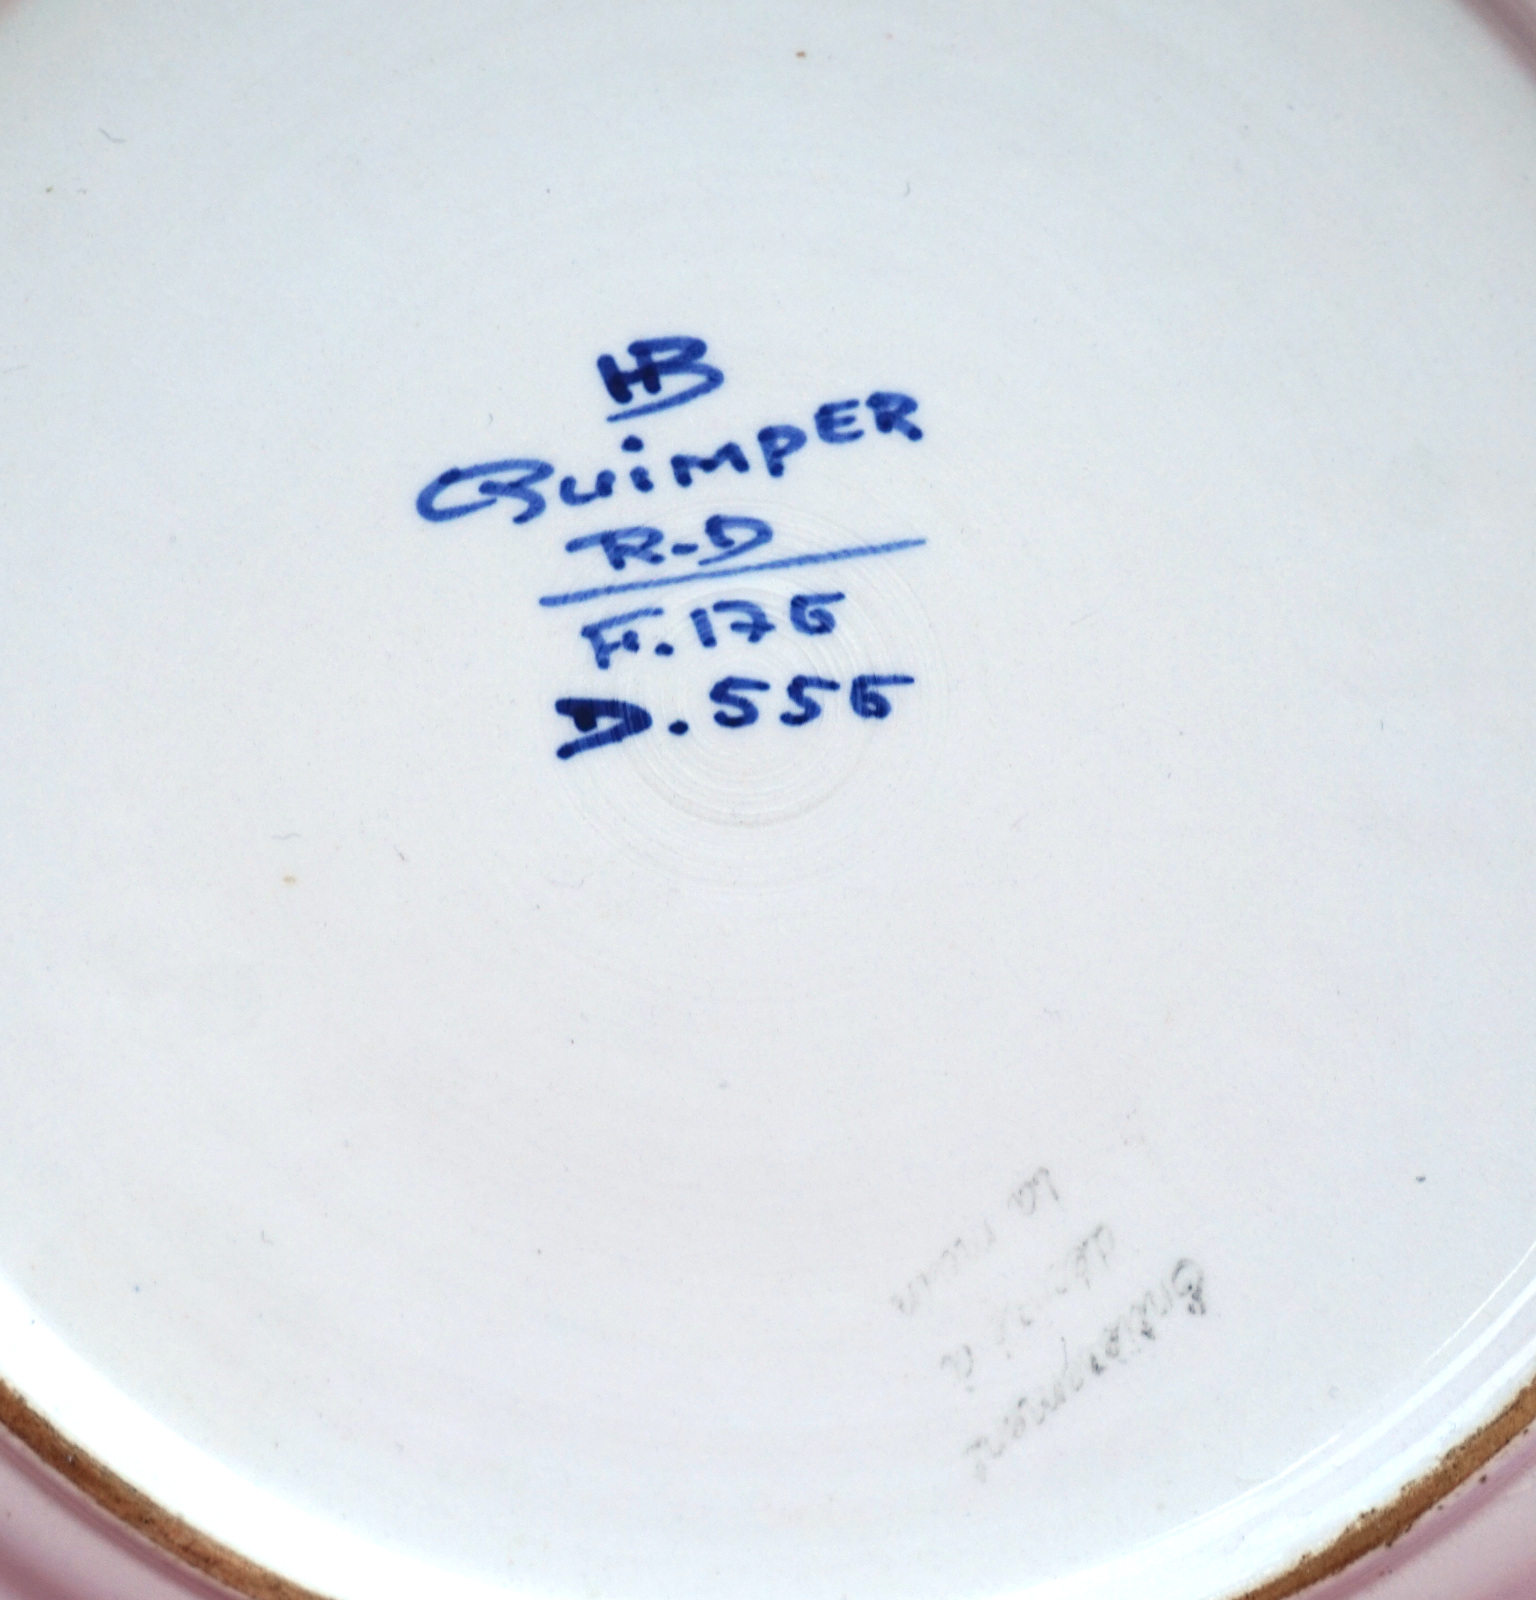 HB
QuimPER
R-D
F.176
D.556